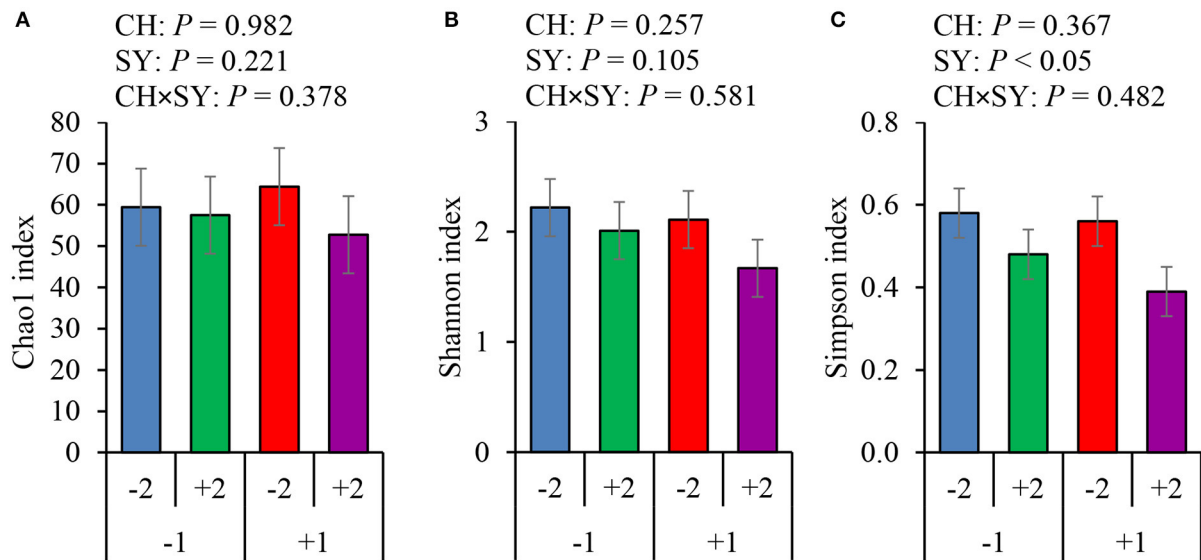 A
CH: P = 0.982
SY: P = 0.221
CH×SY: P = 0.378
Chao1 index
80
70
60
50
40
30
20
10
0
-2 +2 -2 +2
-1 +1
B
CH: P = 0.257
SY: P = 0.105
CH×SY: P = 0.581
Shannon index
3
2
1
0
-2 +2 -2 +2
-1 +1
C
CH: P = 0.367
SY: P < 0.05
CH×SY: P = 0.482
Simpson index
0.8
0.6
0.4
0.2
0.0
-2 +2 -2 +2
-1 +1